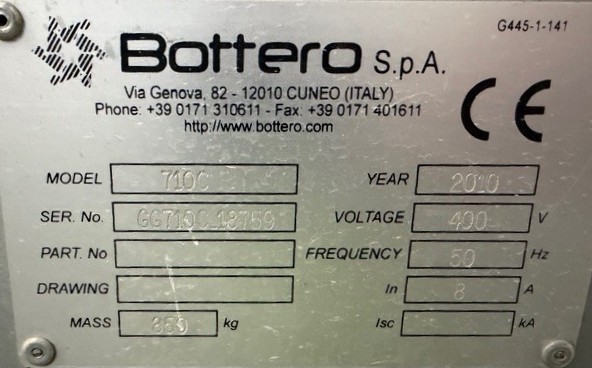 G445-1-141
Bottero S.p.A.
Via Genova, 82 - 12010 CUNEO (ITALY)
Phone: +39 0171 310611 - Fax: +39 0171 401611
http://www.bottero.com
CE
MODEL 710C YEAR 2010
SER. No. GG710C 18759 VOLTAGE 400 V
PART. No FREQUENCY 50 Hz
DRAWING In 8 A
MASS kg Isc kA